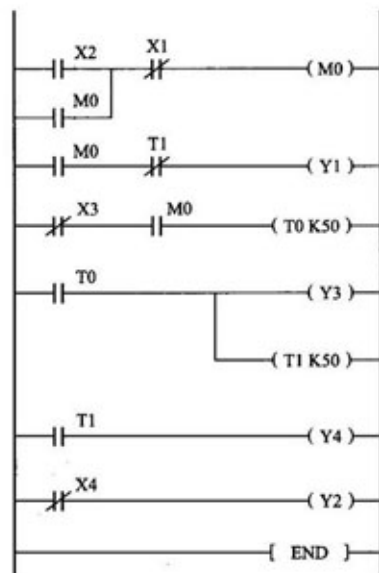 X2 X1 ( M0 )
M0
M0 T1 ( Y1 )
X3 M0 ( T0 K50 )
T0 ( Y3 )
( T1 K50 )
T1 ( Y4 )
X4 ( Y2 )
[ END ]